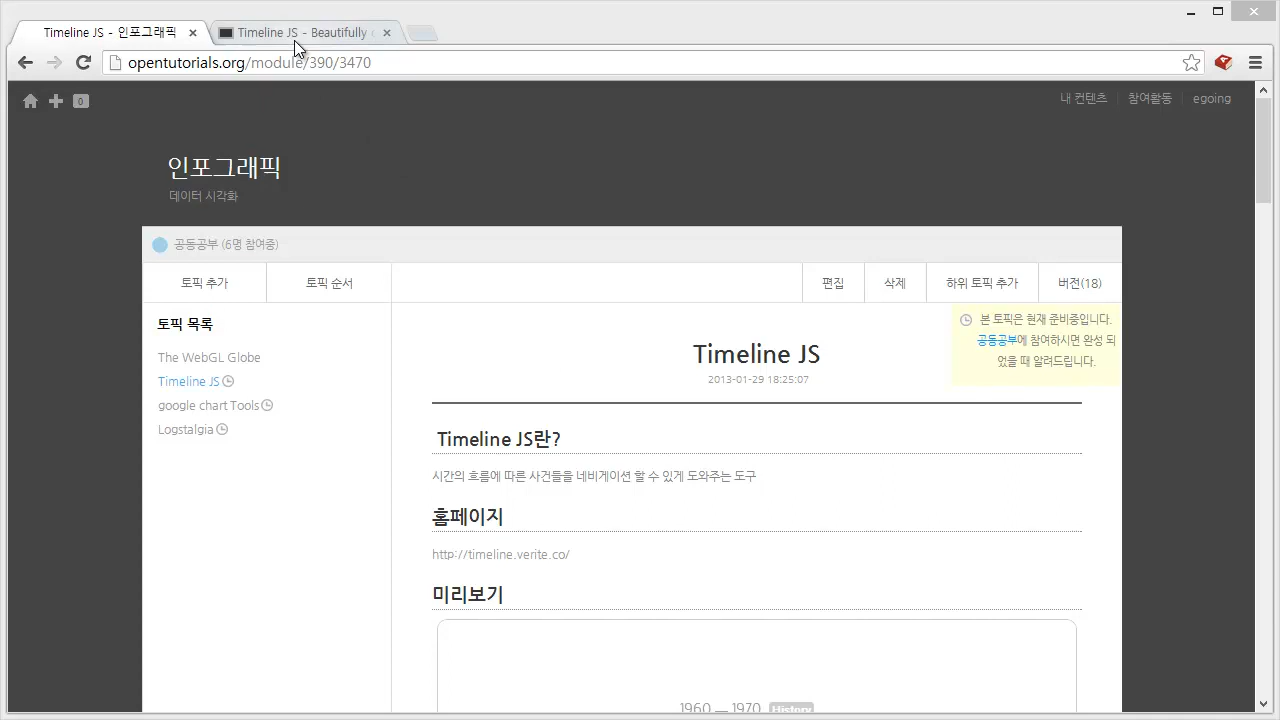 Timeline JS - 인포그래픽
Timeline JS - Beautifully
opentutorials.org/module/390/3470
0
내 컨텐츠
참여활동
egoing
인포그래픽
데이터 시각화
공동공부 (6명 참여중)
토픽 추가
토픽 순서
편집
삭제
하위 토픽 추가
버전(18)
토픽 목록
The WebGL Globe
Timeline JS
google chart Tools
Logstalgia
본 토픽은 현재 준비중입니다.
공동공부에 참여하시면 완성 되
었을 때 알려드립니다.
Timeline JS
2013-01-29 18:25:07
Timeline JS란?
시간의 흐름에 따른 사건들을 네비게이션 할 수 있게 도와주는 도구
홈페이지
http://timeline.verite.co/
미리보기
1960 — 1970 History